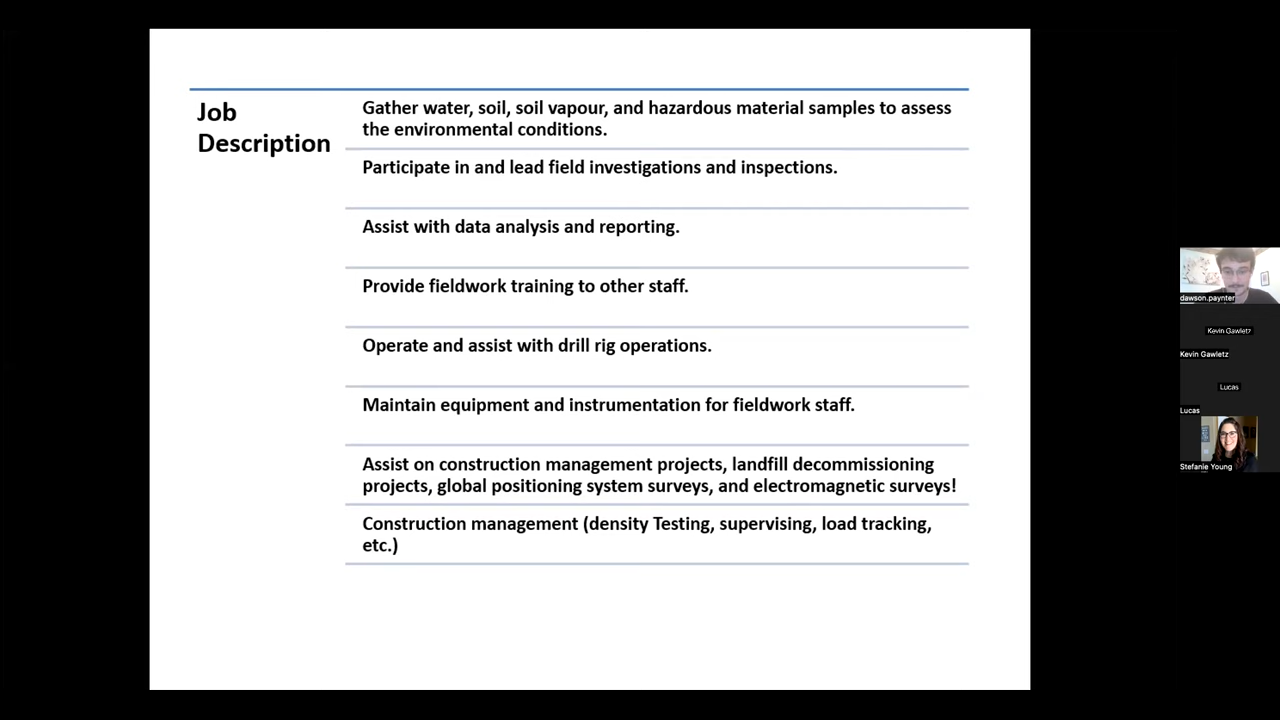 Job
Description
Gather water, soil, soil vapour, and hazardous material samples to assess
the environmental conditions.
Participate in and lead field investigations and inspections.
Assist with data analysis and reporting.
Provide fieldwork training to other staff.
Operate and assist with drill rig operations.
Maintain equipment and instrumentation for fieldwork staff.
Assist on construction management projects, landfill decommissioning
projects, global positioning system surveys, and electromagnetic surveys!
Construction management (density Testing, supervising, load tracking,
etc.)
dawson.paynter
Kevin Gawletz
Kevin Gawletz
Lucas
Lucas
Stefanie Young